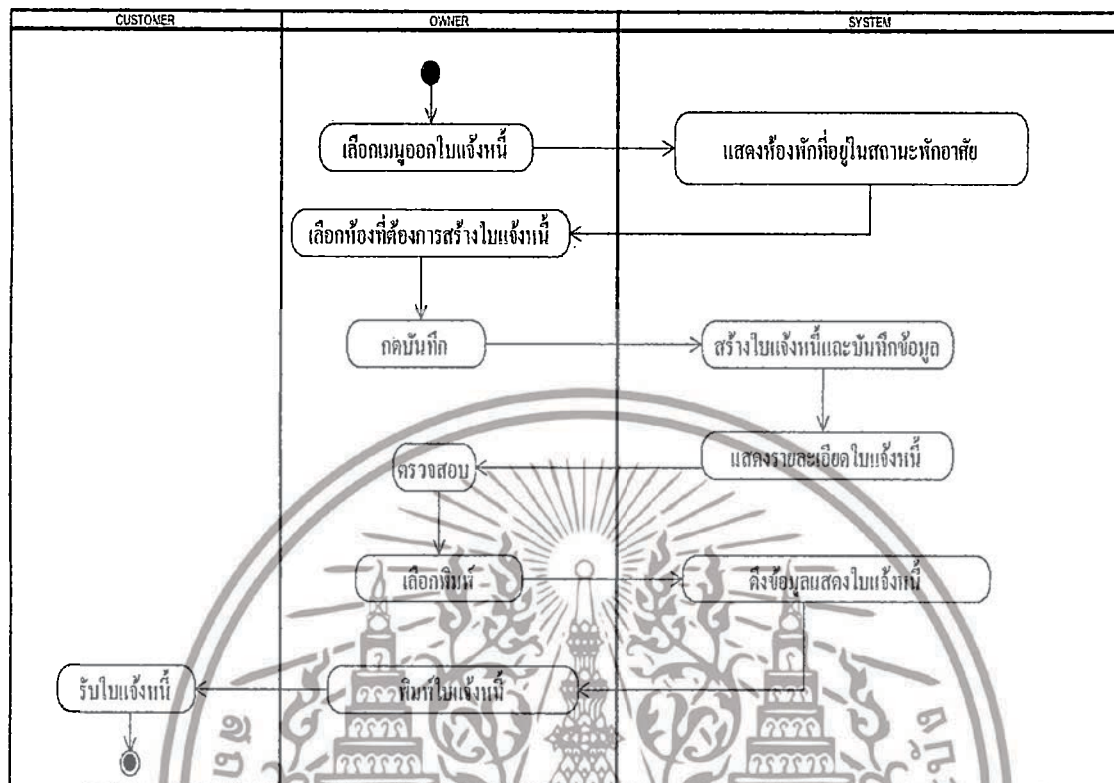 CUSTOMER
OWNER
SYSTEM
เลือกเมนูออกใบแจ้งหนี้
แสดงห้องพักที่อยู่ในสถานะพักอาศัย
เลือกห้องที่ต้องการสร้างใบแจ้งหนี้
กดบันทึก
สร้างใบแจ้งหนี้และบันทึกข้อมูล
แสดงรายละเอียดใบแจ้งหนี้
ตรวจสอบ
เลือกพิมพ์
ดึงข้อมูลแสดงใบแจ้งหนี้
พิมพ์ใบแจ้งหนี้
รับใบแจ้งหนี้